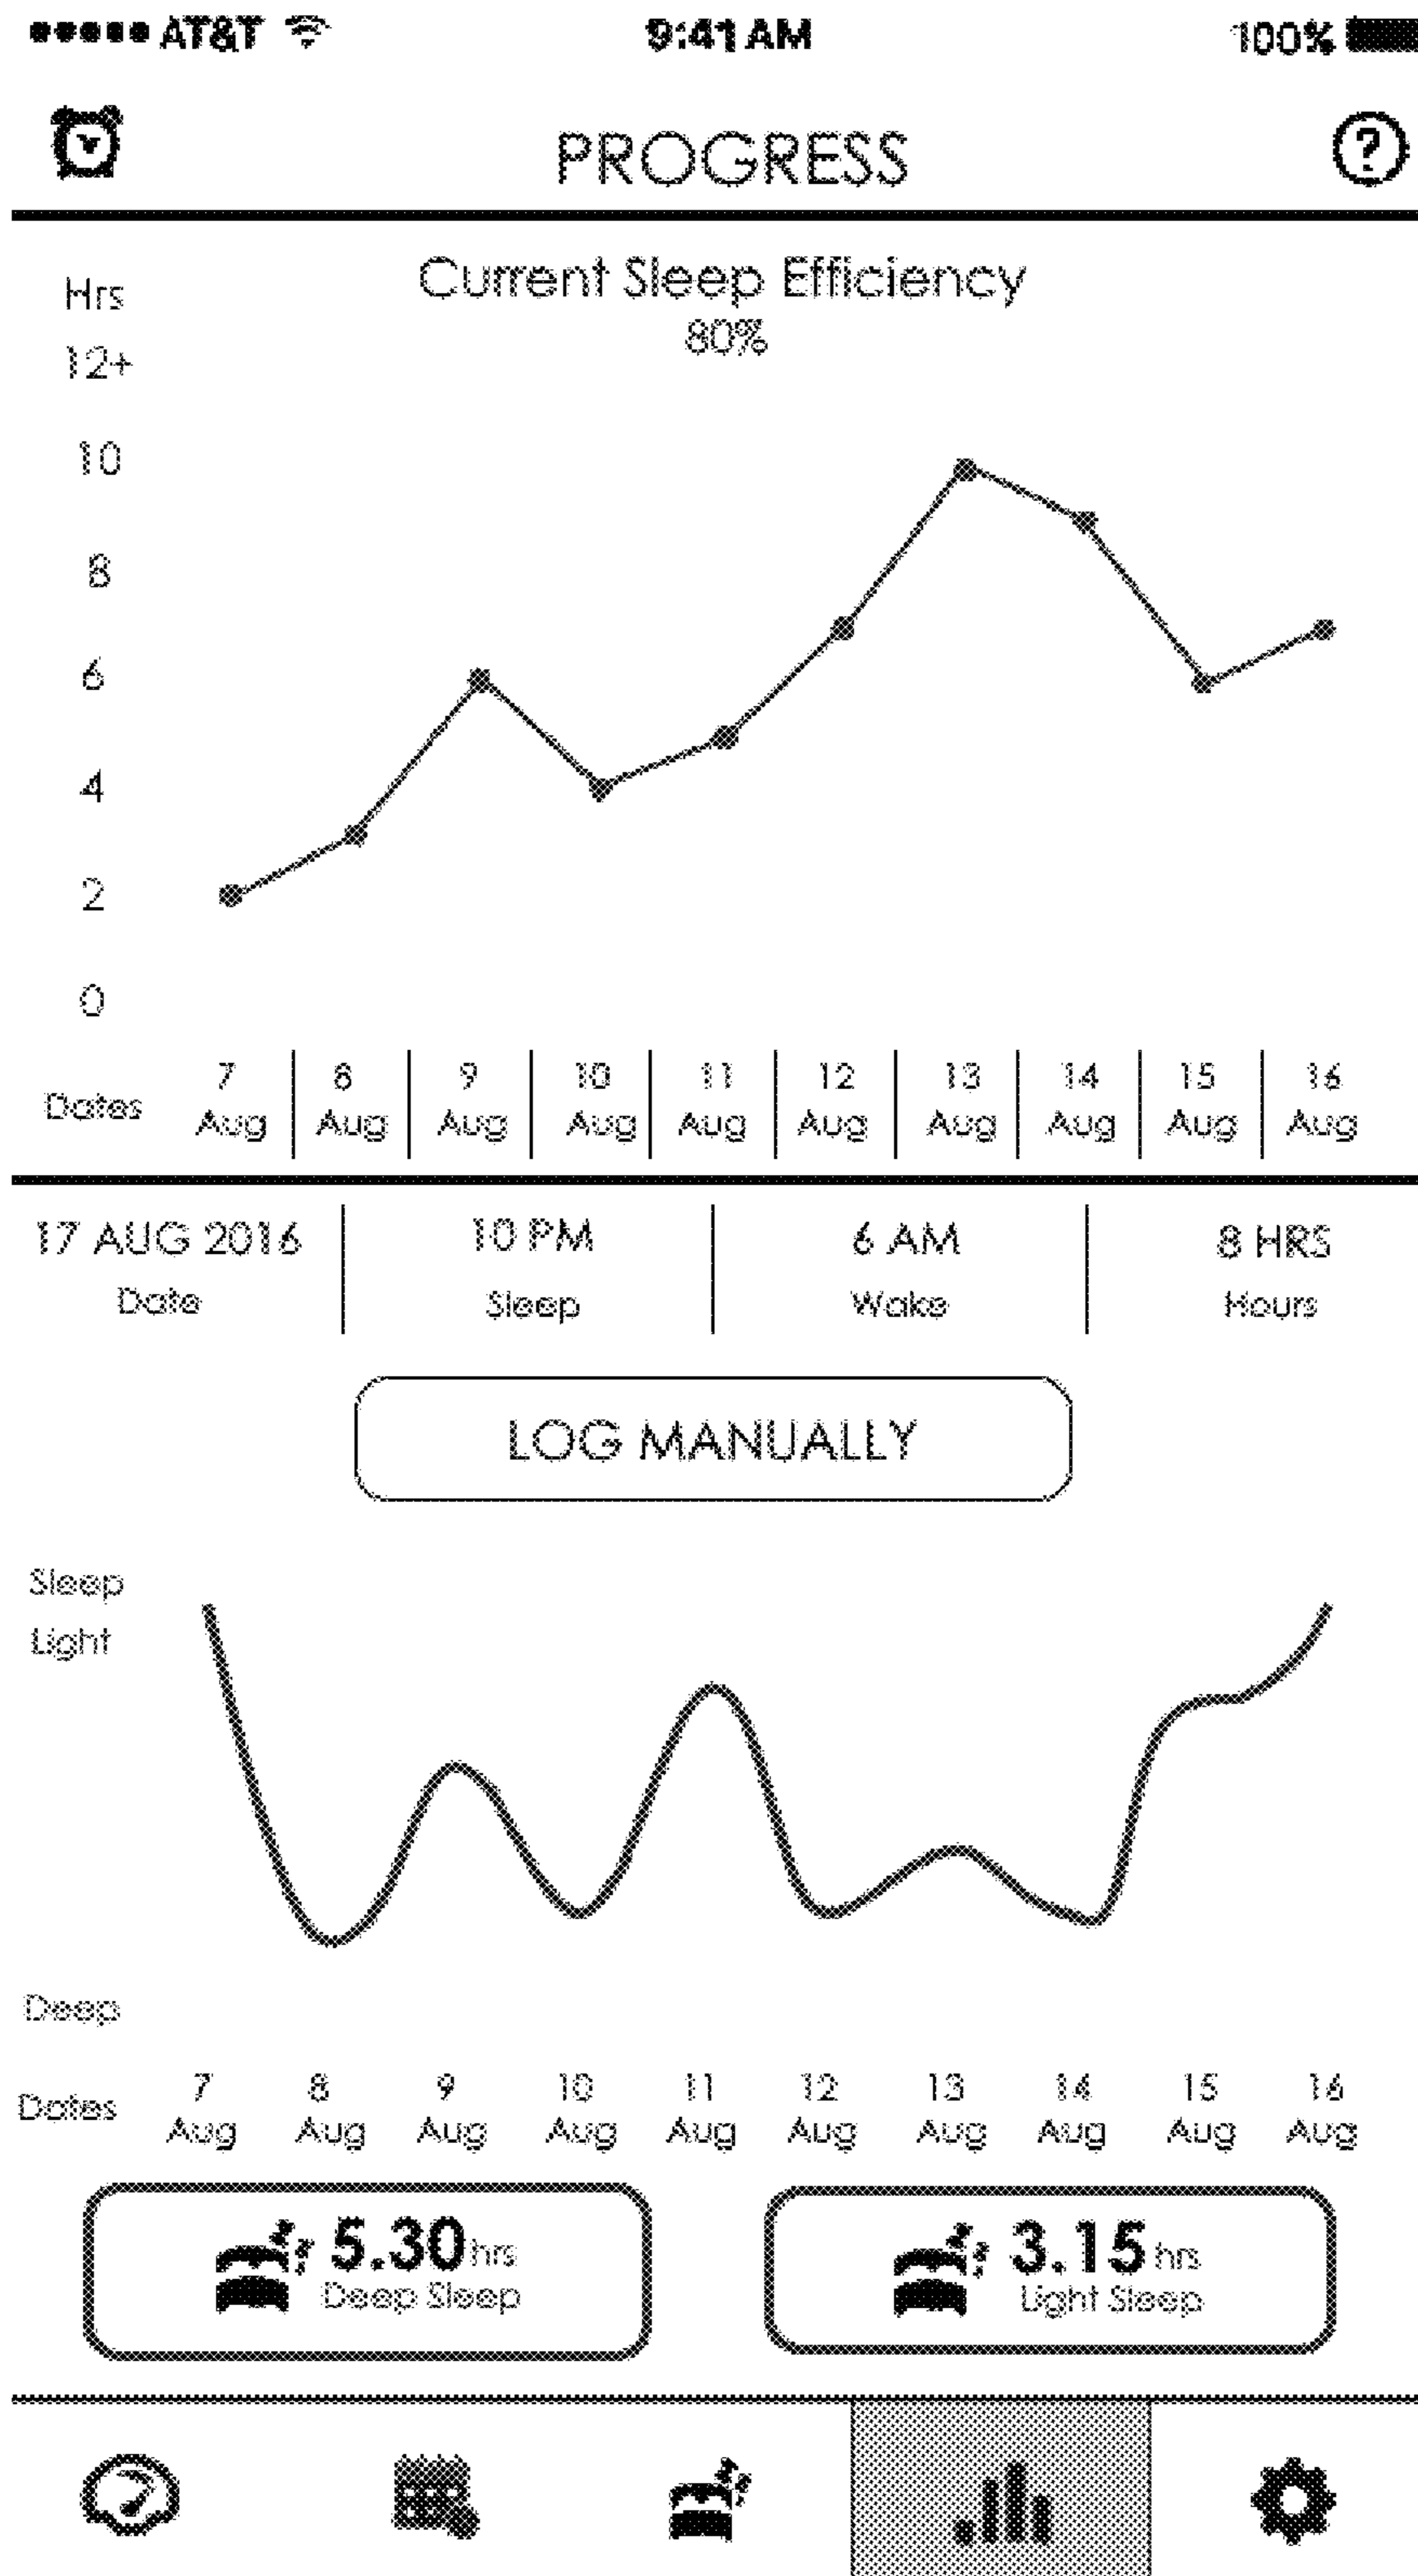 AT&T 9:41 AM 100%
PROGRESS
?
Current Sleep Efficiency
80%
Hrs
12+
10
8
6
4
2
0
Dates
7 8 9 10 11 12 13 14 15 16
Aug Aug Aug Aug Aug Aug Aug Aug Aug Aug
17 AUG 2016 10 PM 6 AM 8 HRS
Date Sleep Wake Hours
LOG MANUALLY
Sleep
Light
Deep
Dates
7 8 9 10 11 12 13 14 15 16
Aug Aug Aug Aug Aug Aug Aug Aug Aug Aug
5.30 hrs 3.15 hrs
Deep Sleep Light Sleep